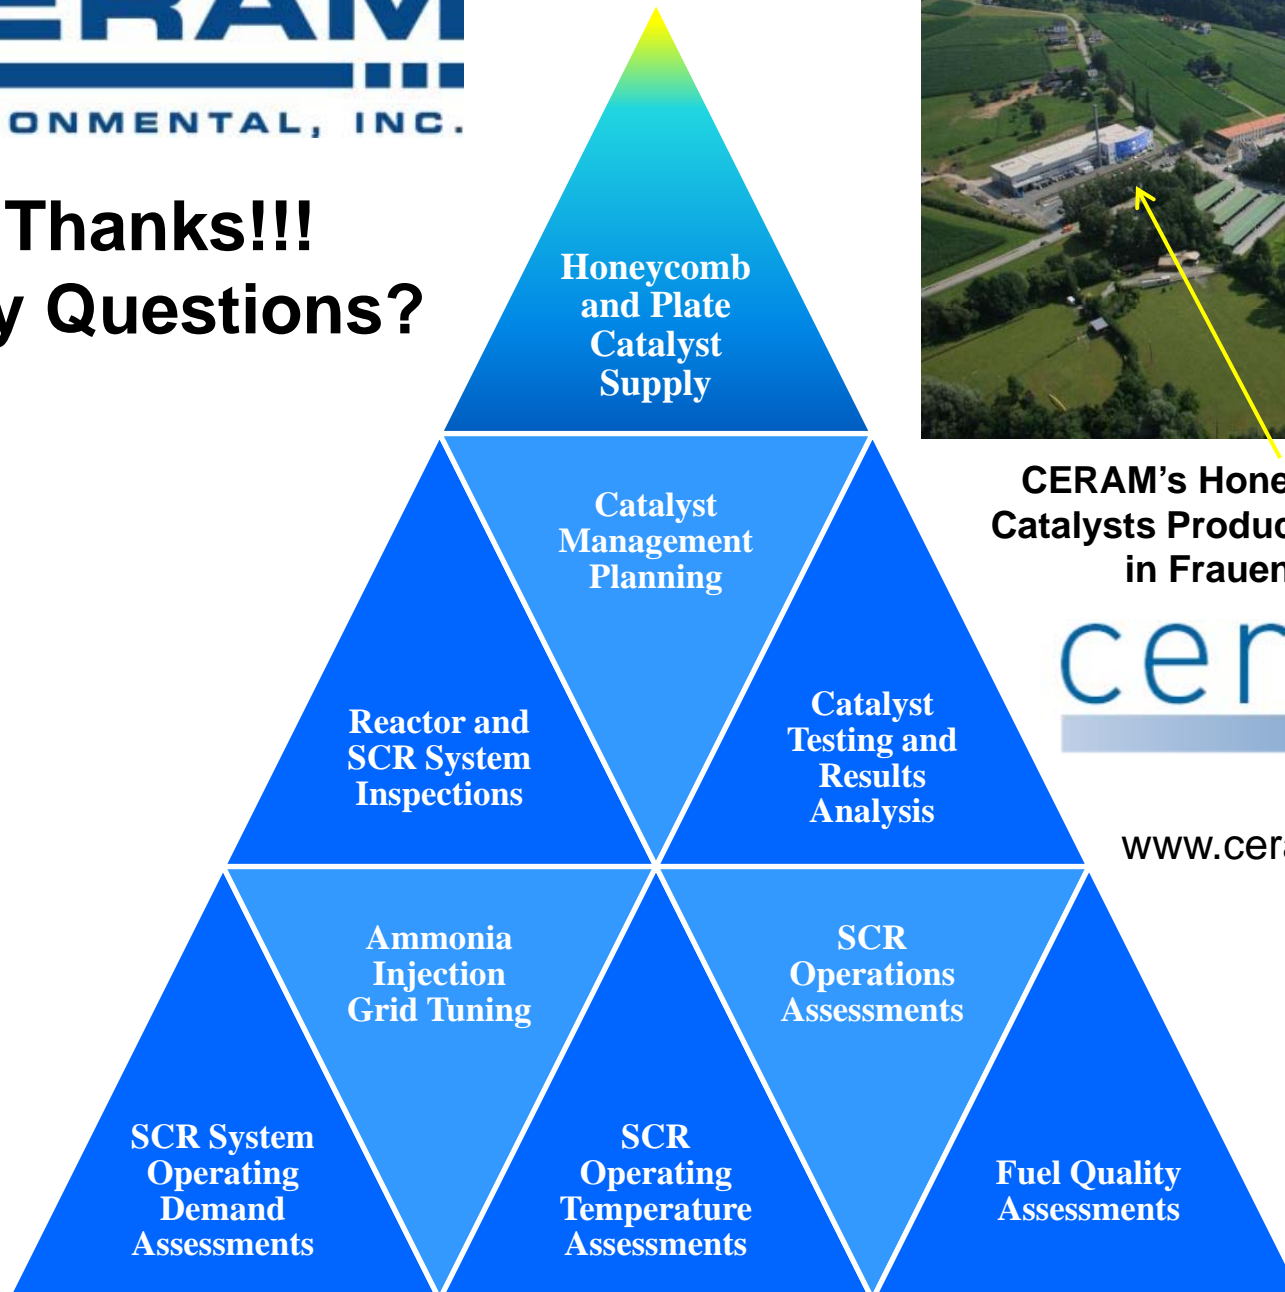 ERAM
ONMENTAL, INC.
Thanks!!!
y Questions?
Honeycomb
and Plate
Catalyst
Supply
CERAM's Hone
Catalysts Produc
in Frauen
cer
www.cera
Catalyst
Management
Planning
Reactor and
SCR System
Inspections
Catalyst
Testing and
Results
Analysis
Ammonia
Injection
Grid Tuning
SCR
Operations
Assessments
SCR System
Operating
Demand
Assessments
SCR
Operating
Temperature
Assessments
Fuel Quality
Assessments